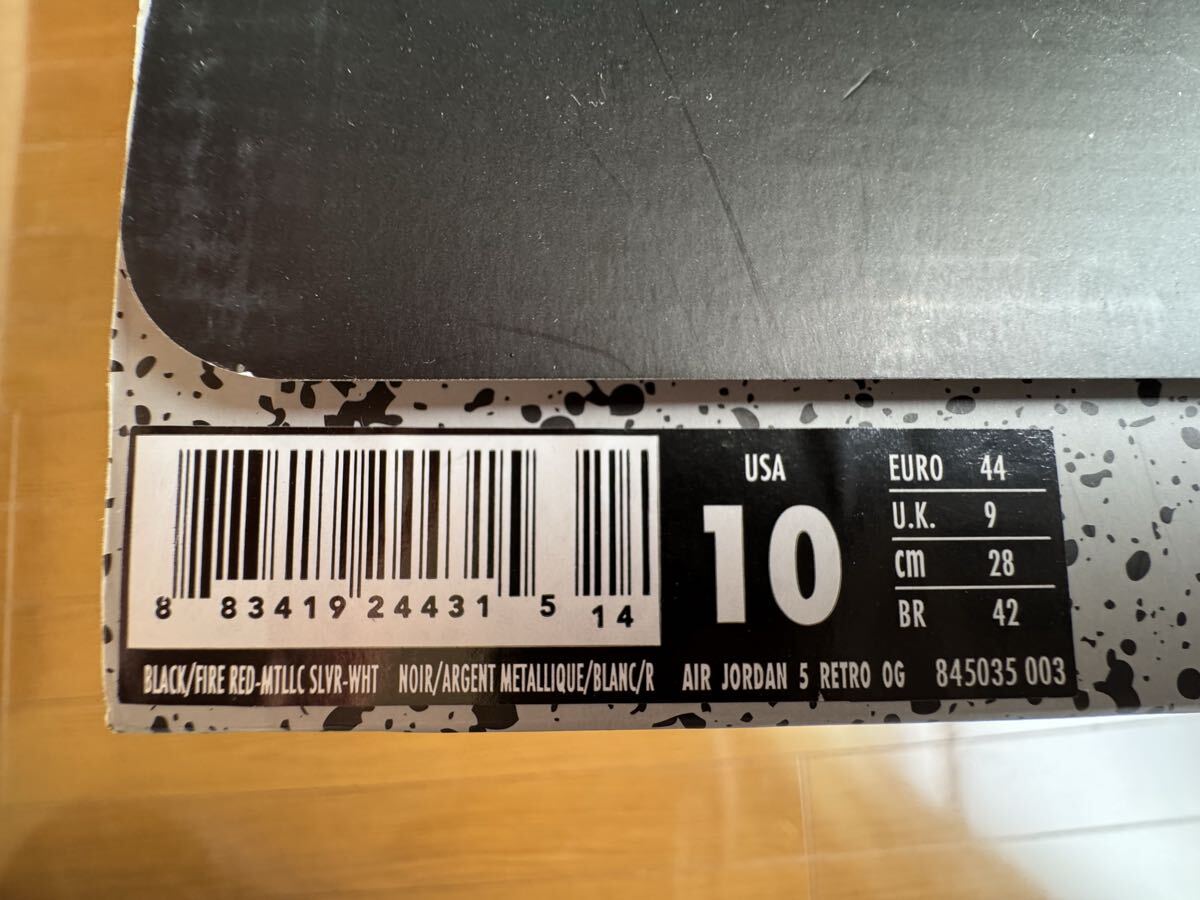 USA
10
EURO 44
U.K. 9
cm 28
BR 42
8 83419 24431 5 14
BLACK/FIRE RED-MTLLC SLVR-WHT NOIR/ARGENT METALLIQUE/BLANC/R AIR JORDAN 5 RETRO OG 845035 003